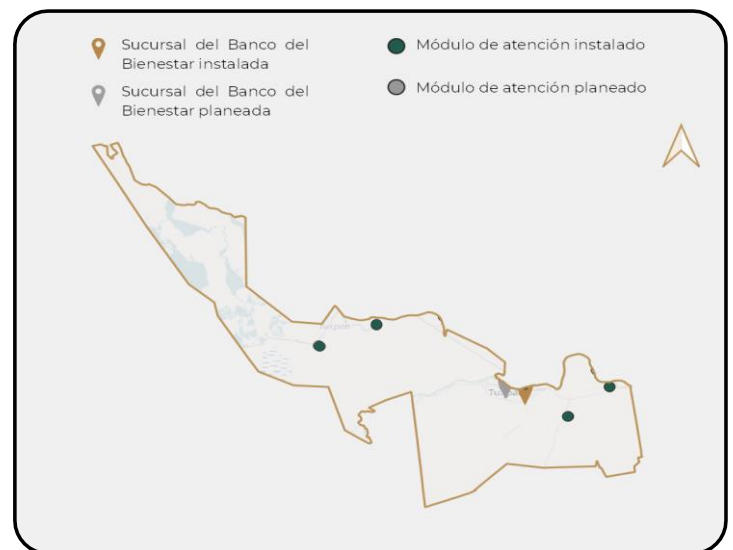 Sucursal del Banco del
Bienestar instalada
Sucursal del Banco del
Bienestar planeada
Módulo de atención instalado
Módulo de atención planeado